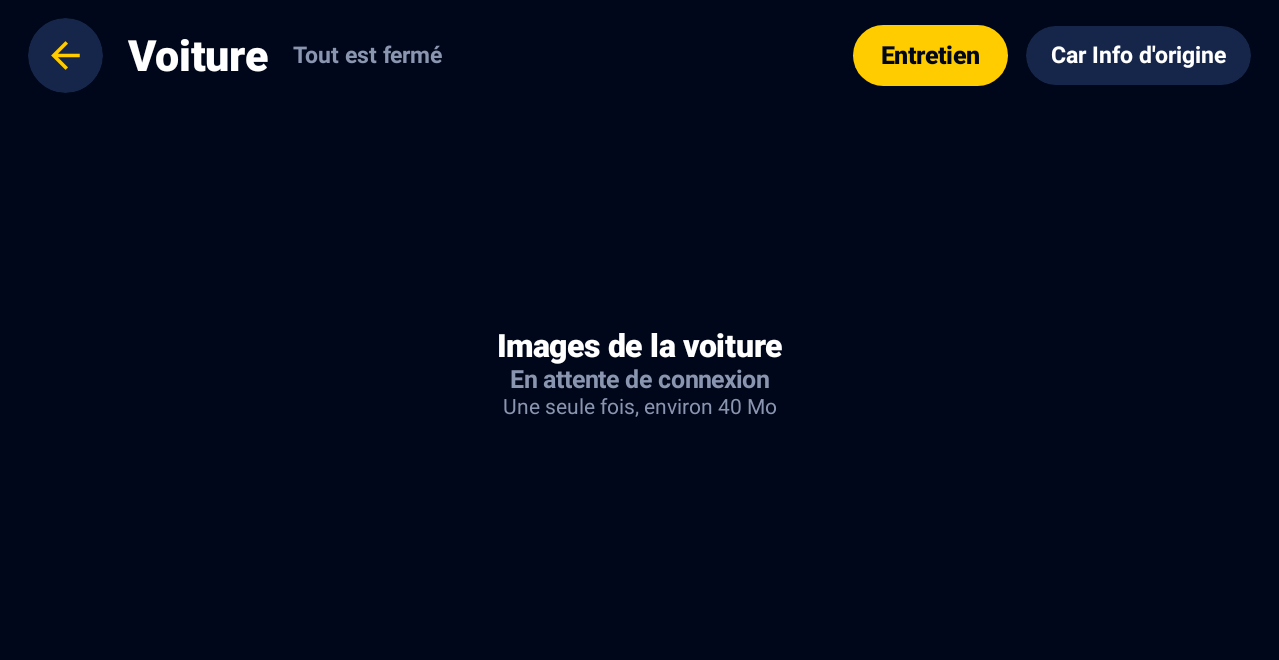 Voiture
Tout est fermé
Entretien
Car Info d'origine
Images de la voiture
En attente de connexion
Une seule fois, environ 40 Mo